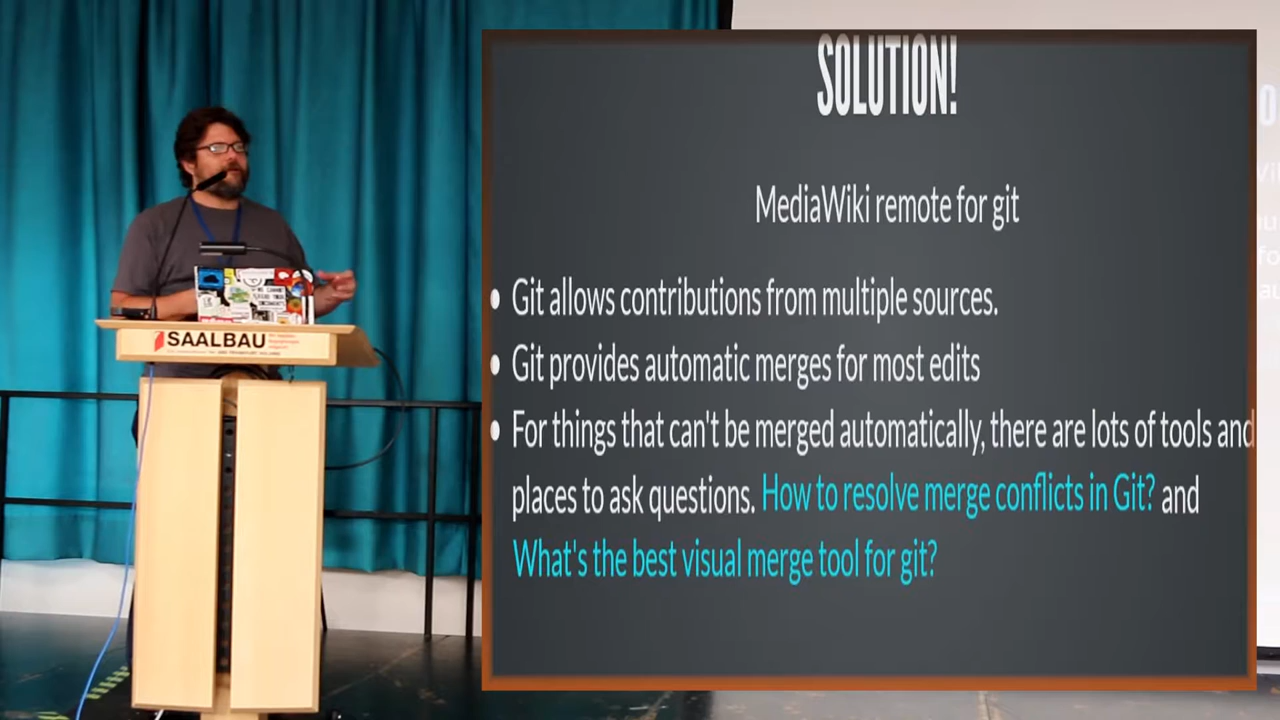 SOLUTION!
MediaWiki remote for git
Git allows contributions from multiple sources.
Git provides automatic merges for most edits
For things that can't be merged automatically, there are lots of tools and
places to ask questions. How to resolve merge conflicts in Git? and
What's the best visual merge tool for git?
SAALBAU